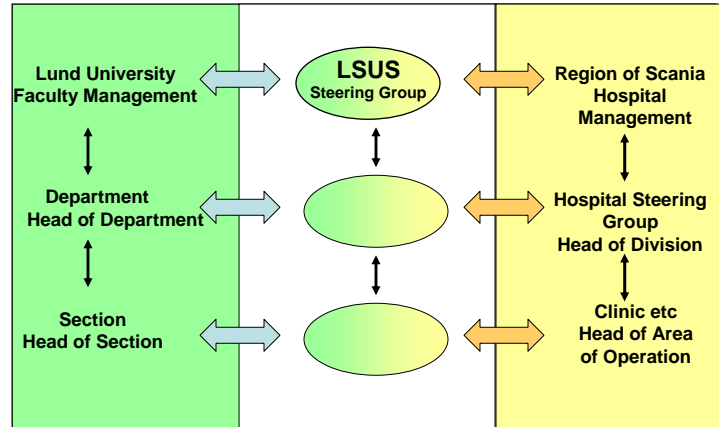 Lund University
Faculty Management
LSUS
Steering Group
Region of Scania
Hospital
Management
Department
Head of Department
Hospital Steering
Group
Head of Division
Section
Head of Section
Clinic etc
Head of Area
of Operation